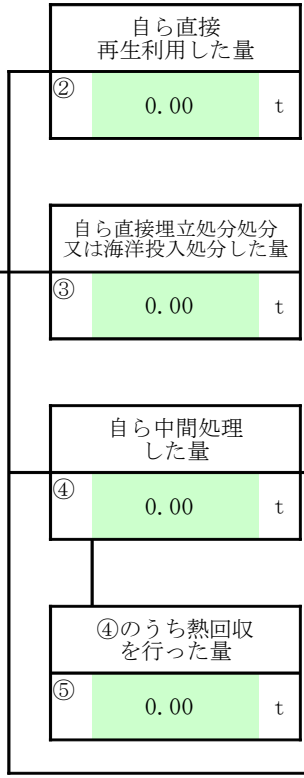 自ら直接
再生利用した量
② 0.00 t
自ら直接埋立処分処分
又は海洋投入処分した量
③ 0.00 t
自ら中間処理
した量
④ 0.00 t
④のうち熱回収
を行った量
⑤ 0.00 t